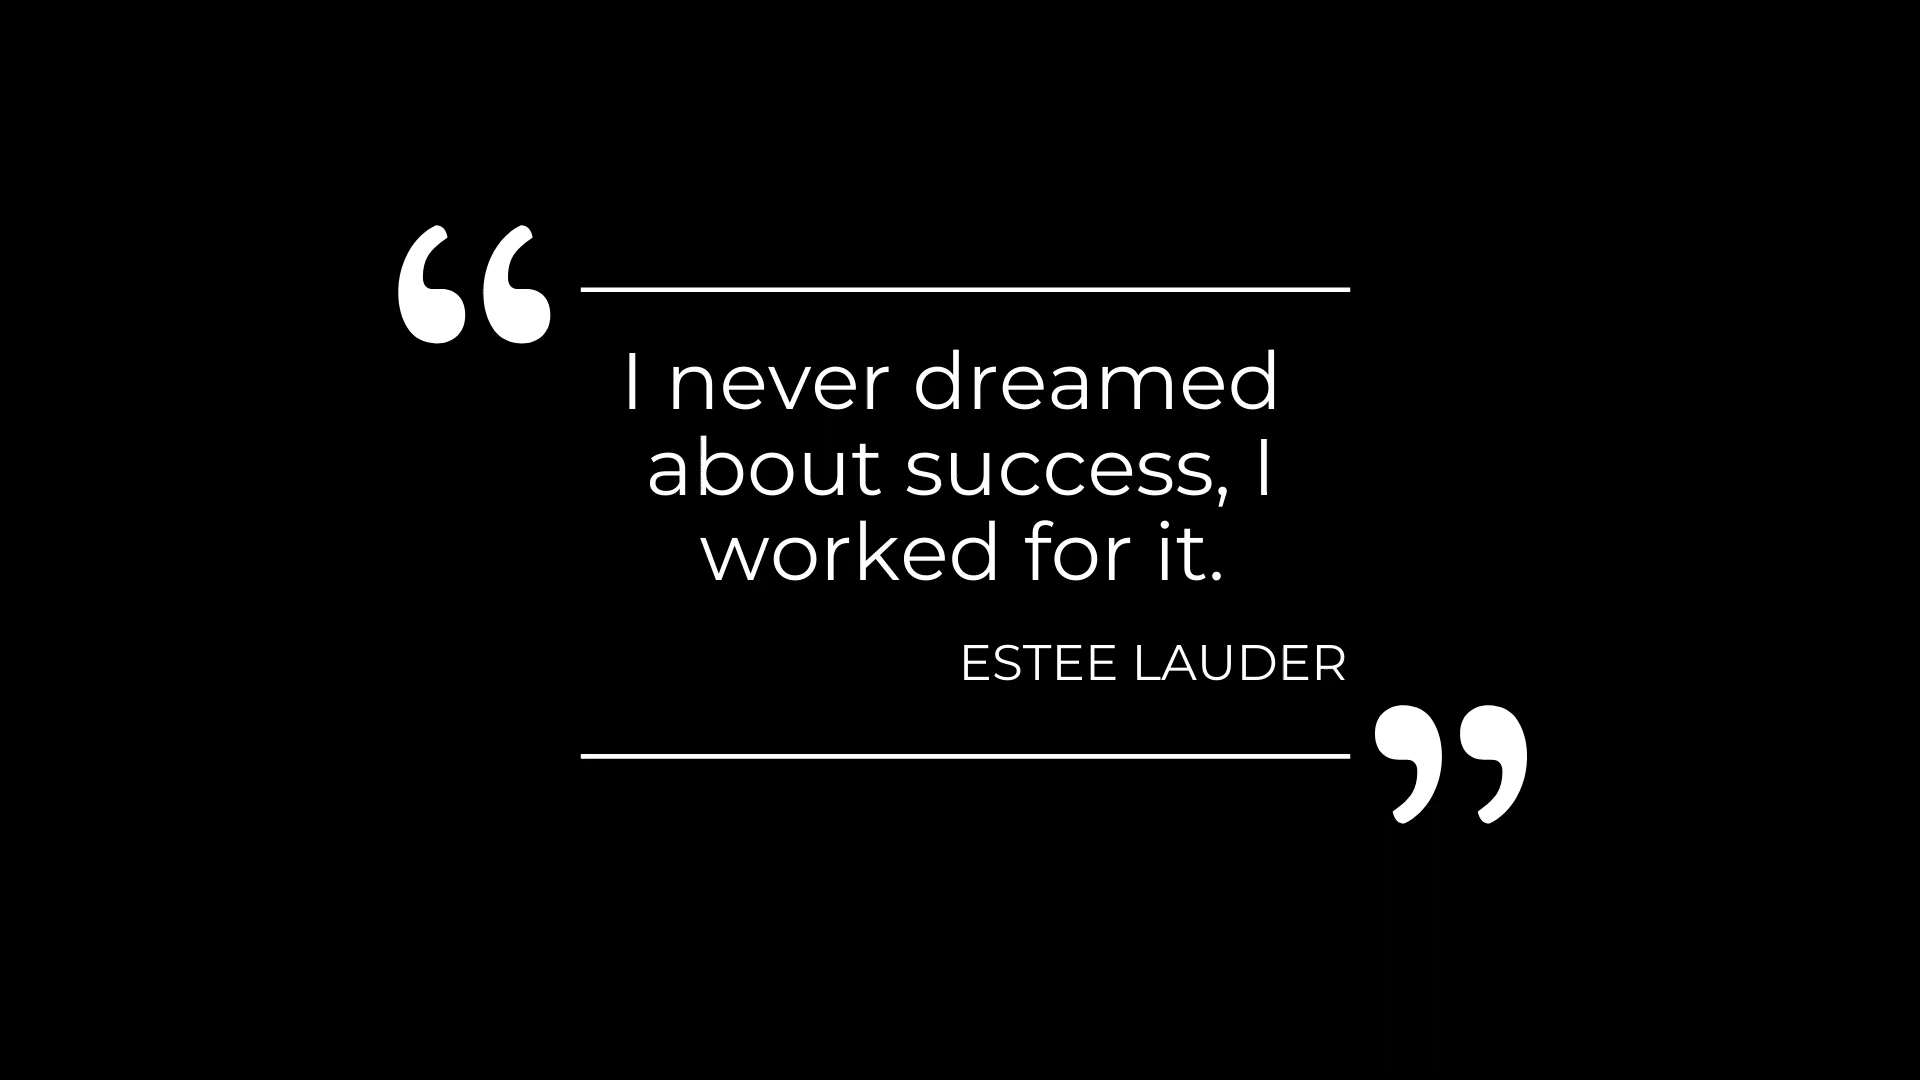 “
I never dreamed
about success, I
worked for it.
ESTEE LAUDER
”